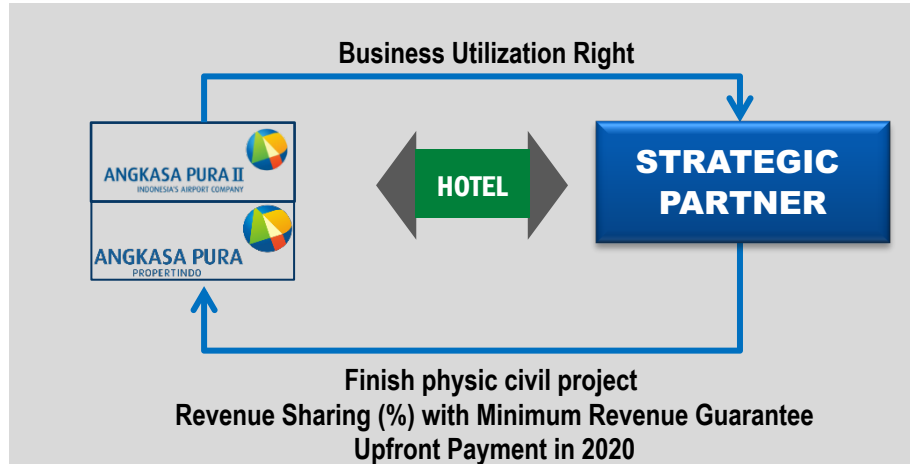 Business Utilization Right
ANGKASA PURA II
INDONESIA'S AIRPORT COMPANY
ANGKASA PURA
PROPERTINDO
HOTEL
STRATEGIC
PARTNER
Finish physic civil project
Revenue Sharing (%) with Minimum Revenue Guarantee
Upfront Payment in 2020